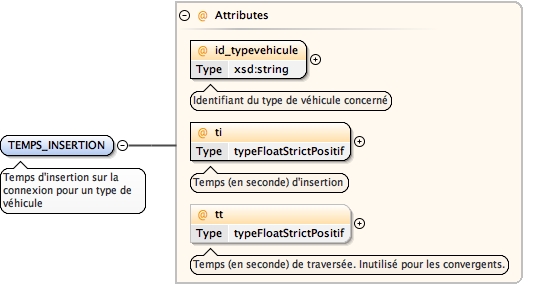 @ Attributes
@ id_typevehicule
Type xsd:string
Identifiant du type de véhicule concerné
TEMPS_INSERTION
Temps d'insertion sur la
connexion pour un type de
véhicule
@ ti
Type typeFloatStrictPositif
Temps (en seconde) d'insertion
@ tt
Type typeFloatStrictPositif
Temps (en seconde) de traversée. Inutilisé pour les convergents.